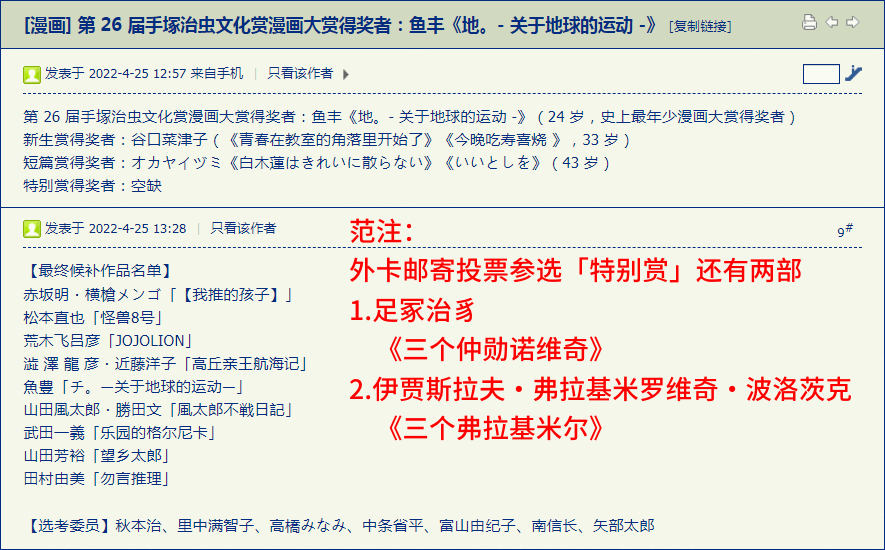 [漫画] 第 26 届手塚治虫文化赏漫画大赏得奖者：鱼丰《地。- 关于地球的运动 -》 [复制链接]
发表于 2022-4-25 12:57 来自手机 | 只看该作者
第 26 届手塚治虫文化赏漫画大赏得奖者：鱼丰《地。- 关于地球的运动 -》（ 24 岁，史上最年少漫画大赏得奖者 ）
新生赏得奖者：谷口菜津子（《青春在教室的角落里开始了》《今晚吃寿喜烧 》，33 岁 ）
短篇赏得奖者：オカヤイヅミ《白木蓮はきれいに散らない》《いいとしを》（ 43 岁 ）
特别赏得奖者：空缺
发表于 2022-4-25 13:28 | 只看该作者
9#
【最终候补作品名单】
赤坂明・横槍メンゴ「【我推的孩子】」
松本直也「怪兽8号」
荒木飞吕彦「JOJOLION」
澁 澤 龍 彦・近藤洋子「高丘亲王航海记」
魚豊「チ。—关于地球的运动—」
山田風太郎・勝田文「風太郎不戦日記」
武田一義「乐园的格尔尼卡」
山田芳裕「望乡太郎」
田村由美「勿言推理」
【选考委员】秋本治、里中满智子、高橋みなみ、中条省平、富山由纪子、南信长、矢部太郎
范注：
外卡邮寄投票参选「特别赏」还有两部
1.足冢治豸
《三个仲勋诺维奇》
2.伊贾斯拉夫・弗拉基米罗维奇・波洛茨克
《三个弗拉基米尔》